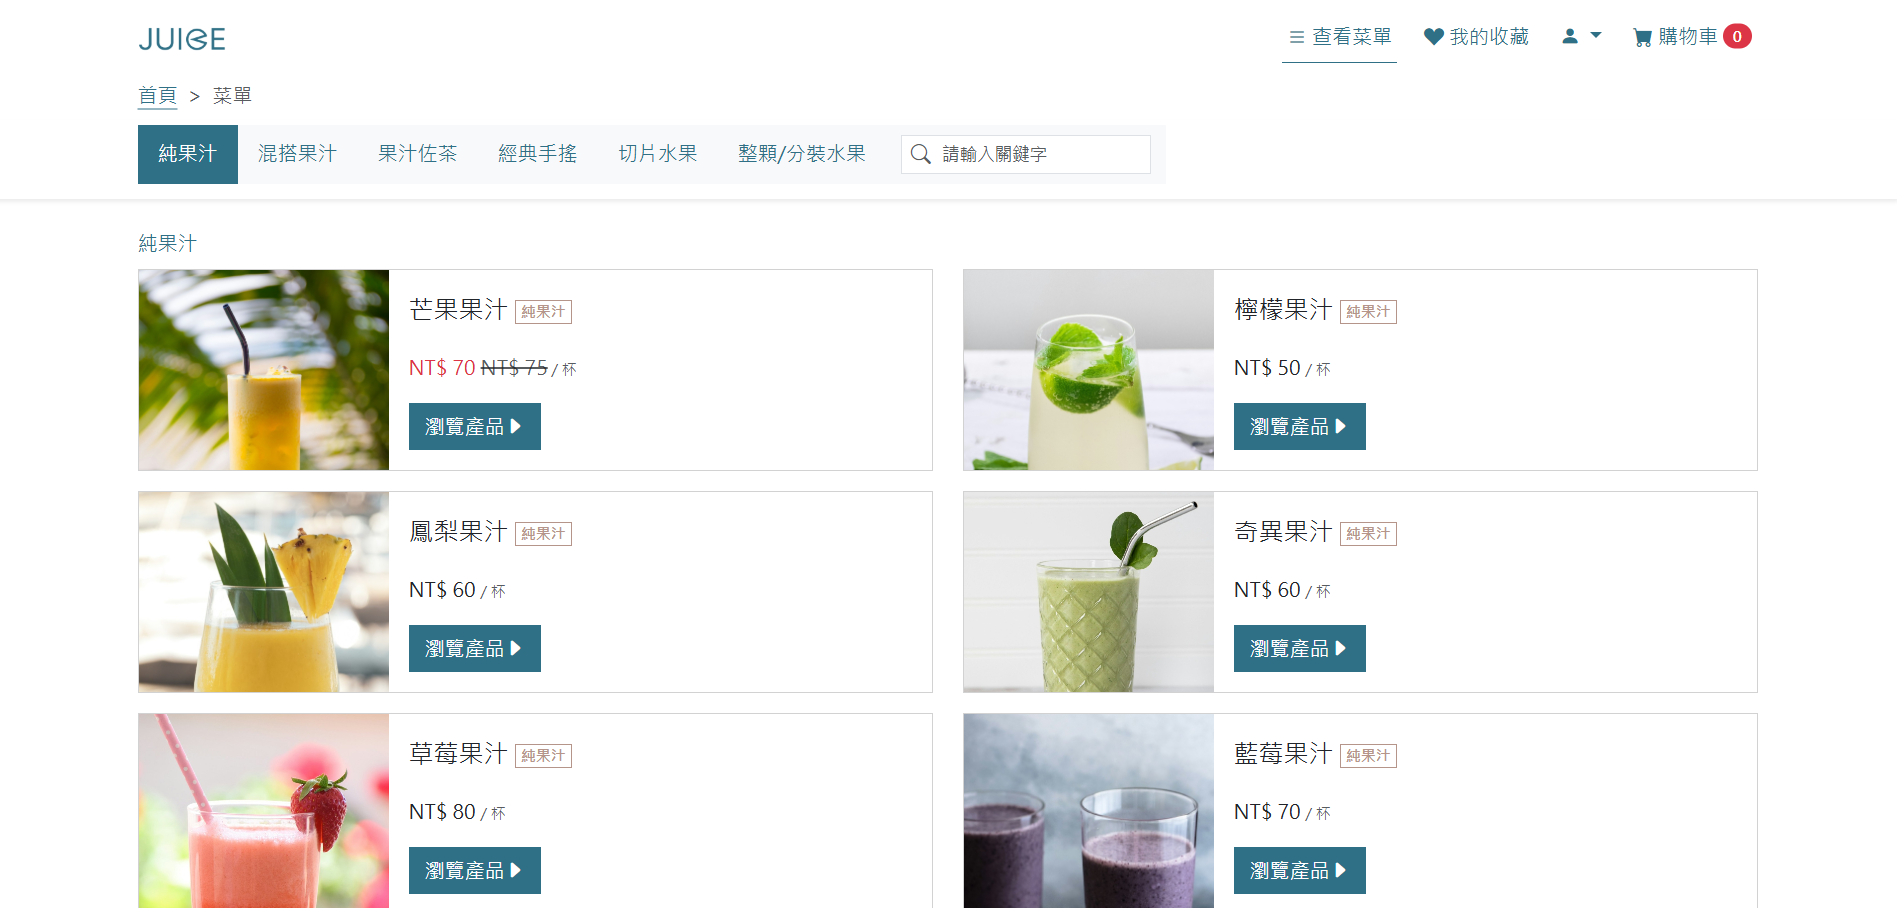 JUICE
查看菜單
我的收藏
購物車 0
首頁 > 菜單
純果汁 混搭果汁 果汁佐茶 經典手搖 切片水果 整顆/分裝水果 請輸入關鍵字
純果汁
芒果果汁 純果汁
NT$ 70 NT$ 75 / 杯
瀏覽產品
檸檬果汁 純果汁
NT$ 50 / 杯
瀏覽產品
鳳梨果汁 純果汁
NT$ 60 / 杯
瀏覽產品
奇異果汁 純果汁
NT$ 60 / 杯
瀏覽產品
草莓果汁 純果汁
NT$ 80 / 杯
瀏覽產品
藍莓果汁 純果汁
NT$ 70 / 杯
瀏覽產品